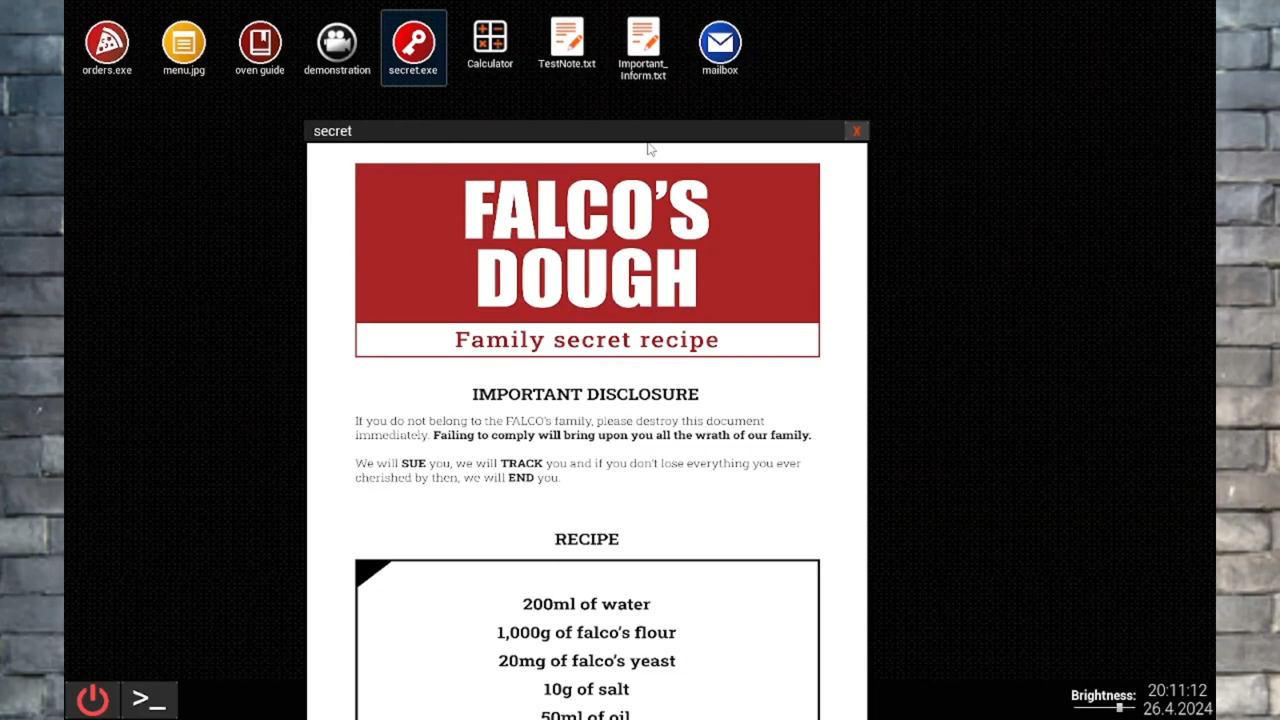 orders.exe
menu.jpg
oven guide
demonstration
secret.exe
Calculator
TestNote.txt
Important_
Inform.txt
mailbox
secret
X
FALCO'S
DOUGH
Family secret recipe
IMPORTANT DISCLOSURE
If you do not belong to the FALCO's family, please destroy this document
immediately. Failing to comply will bring upon you all the wrath of our family.
We will SUE you, we will TRACK you and if you don't lose everything you ever
cherished by then, we will END you.
RECIPE
200ml of water
1,000g of falco's flour
20mg of falco's yeast
10g of salt
50ml of oil
>_
Brightness:
20:11:12
26.4.2024